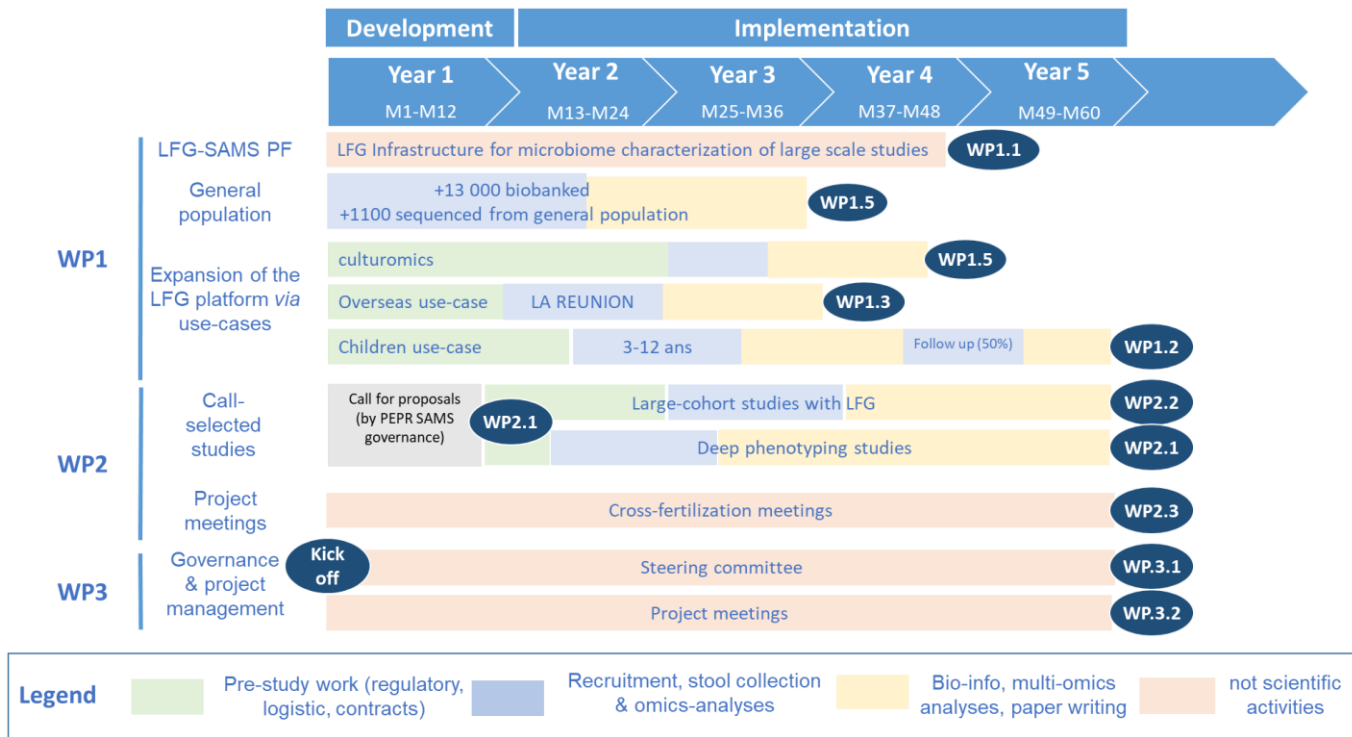 Development
Implementation
Year 1
Year 2
Year 3
Year 4
Year 5
M1-M12
M13-M24
M25-M36
M37-M48
M49-M60
WP1
LFG-SAMS PF
LFG Infrastructure for microbiome characterization of large scale studies
WP1.1
General
population
+13 000 biobanked
+1100 sequenced from general population
WP1.5
Expansion of the
LFG platform via
use-cases
culturomics
WP1.5
Overseas use-case
LA REUNION
WP1.3
Children use-case
3-12 ans
Follow up (50%)
WP1.2
WP2
Call-
selected
studies
Call for proposals
(by PEPR SAMS
governance)
WP2.1
Large-cohort studies with LFG
WP2.2
Deep phenotyping studies
WP2.1
Project
meetings
Cross-fertilization meetings
WP2.3
WP3
Governance
& project
management
Kick
off
Steering committee
WP.3.1
Project meetings
WP.3.2
Legend
Pre-study work (regulatory,
logistic, contracts)
Recruitment, stool collection
& omics-analyses
Bio-info, multi-omics
analyses, paper writing
not scientific
activities